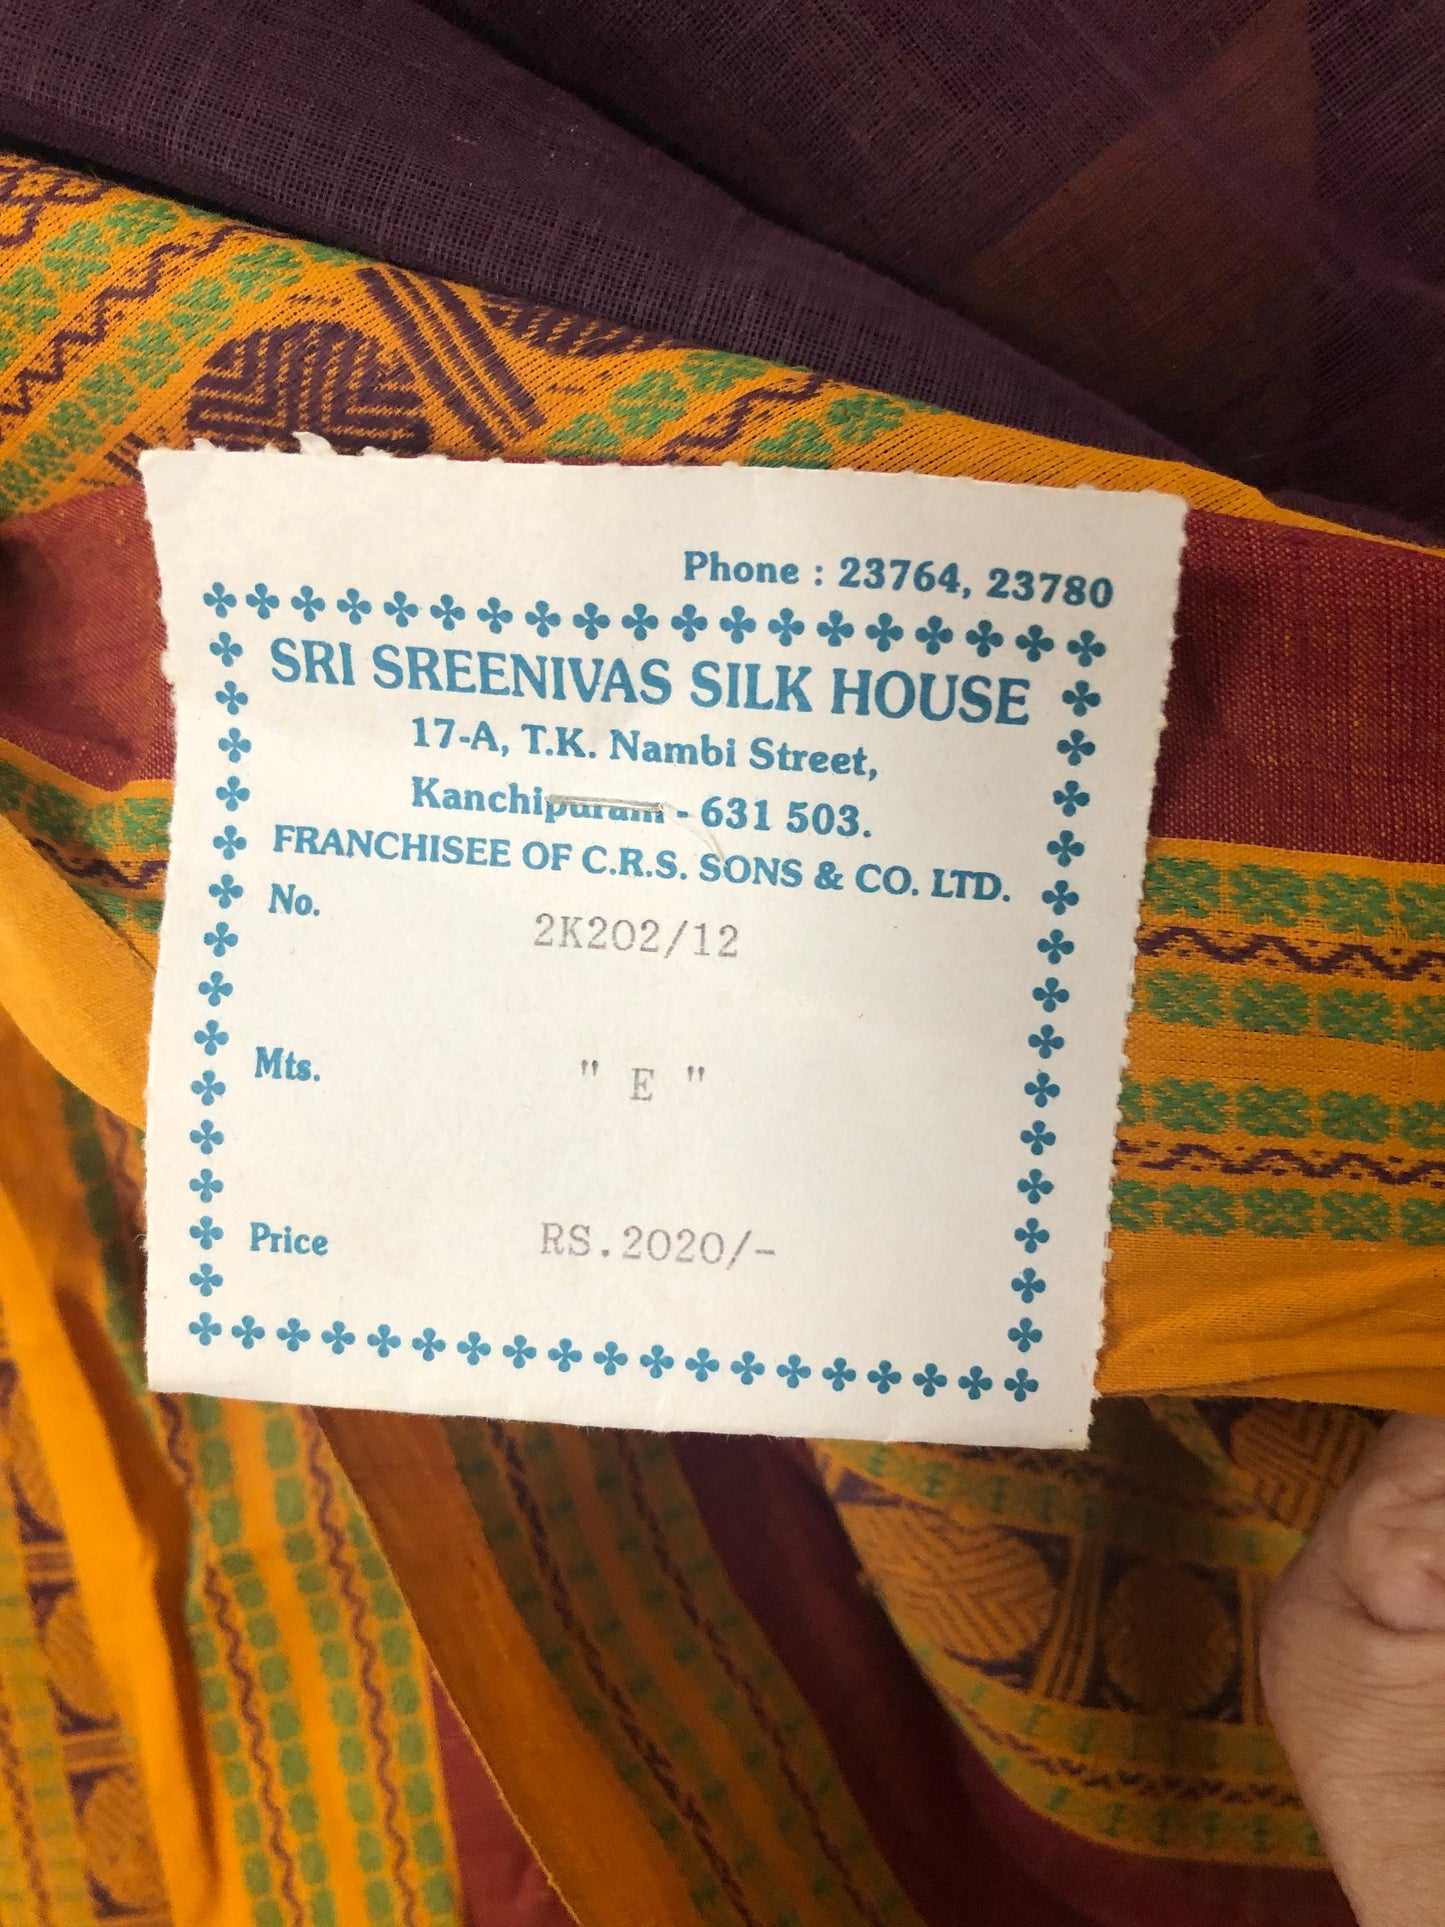 Phone : 23764, 23780
SRI SREENIVAS SILK HOUSE
17-A, T.K. Nambi Street,
Kanchipuram - 631 503.
FRANCHISEE OF C.R.S. SONS & CO. LTD.
No. 2K202/12
Mts. " E "
Price RS.2020/-